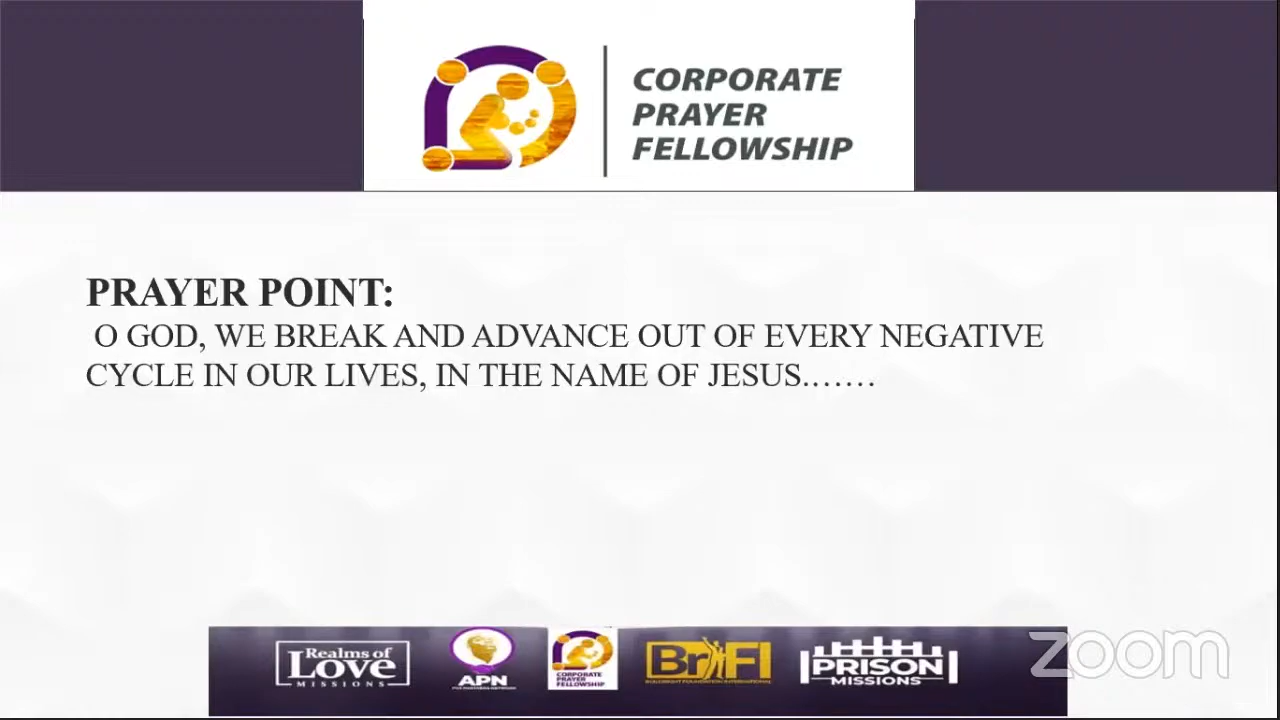 CORPORATE
PRAYER
FELLOWSHIP
PRAYER POINT:
O GOD, WE BREAK AND ADVANCE OUT OF EVERY NEGATIVE
CYCLE IN OUR LIVES, IN THE NAME OF JESUS.……
Realms of
Love
MISSIONS
APN
CORPORATE
PRAYER
FELLOWSHIP
BrFI
PRISON
MISSIONS
zoom